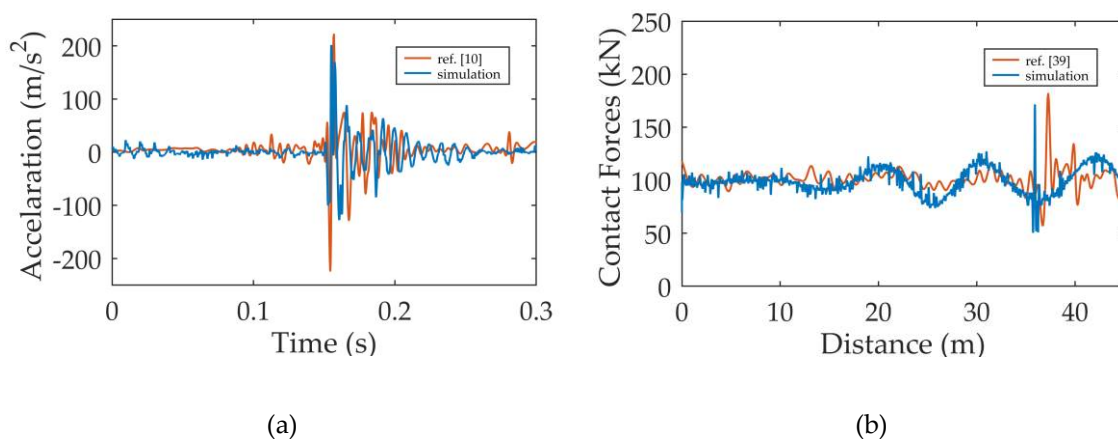 Accelaration (m/s²)
200
100
0
-100
-200
ref. [10]
simulation
0
0.1
0.2
0.3
Time (s)
(a)
Contact Forces (kN)
250
200
150
100
50
0
ref. [39]
simulation
0
10
20
30
40
Distance (m)
(b)